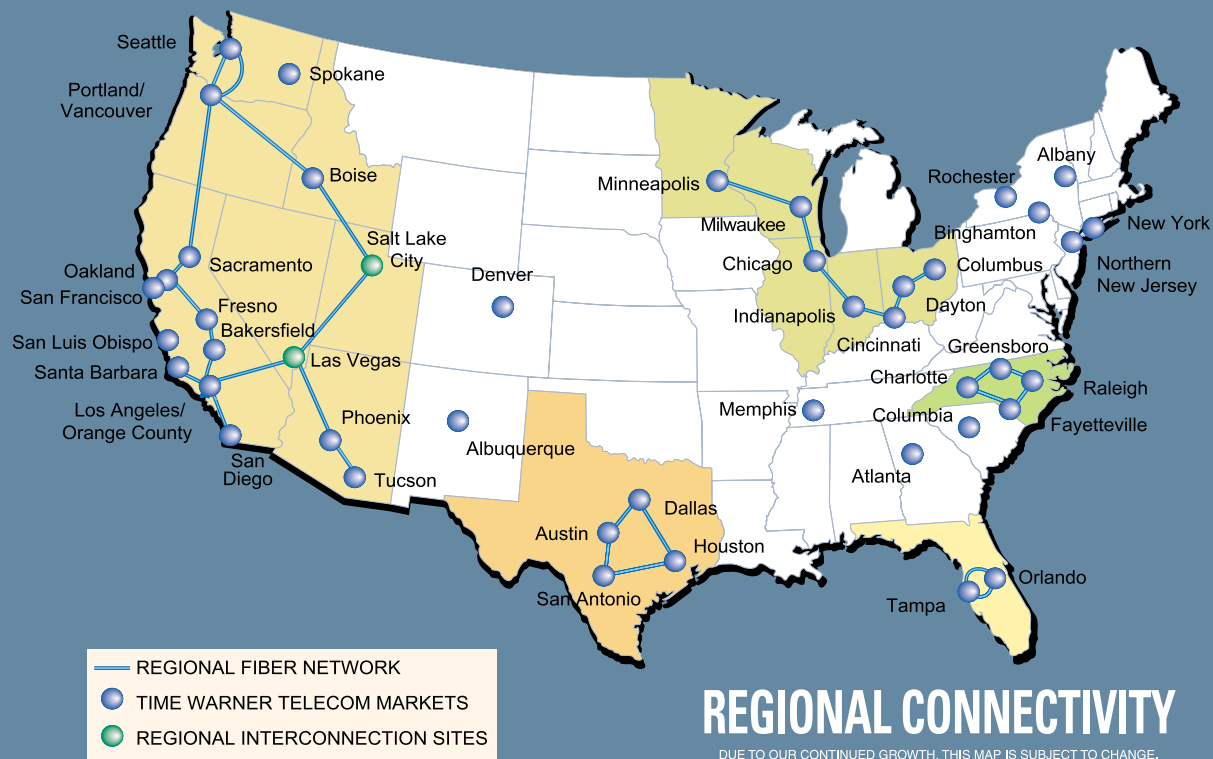 Seattle
Spokane
Portland/
Vancouver
Boise
Minneapolis
Milwaukee
Chicago
Indianapolis
Cincinnati
Dayton
Columbus
Rochester
Albany
Binghamton
New York
Northern
New Jersey
Salt Lake
City
Sacramento
Oakland
San Francisco
Fresno
Bakersfield
San Luis Obispo
Santa Barbara
Las Vegas
Los Angeles/
Orange County
San
Diego
Phoenix
Tucson
Denver
Albuquerque
Memphis
Greensboro
Charlotte
Raleigh
Columbia
Fayetteville
Atlanta
Dallas
Austin
Houston
San Antonio
Orlando
Tampa
REGIONAL FIBER NETWORK
TIME WARNER TELECOM MARKETS
REGIONAL INTERCONNECTION SITES
REGIONAL CONNECTIVITY
DUE TO OUR CONTINUED GROWTH, THIS MAP IS SUBJECT TO CHANGE.